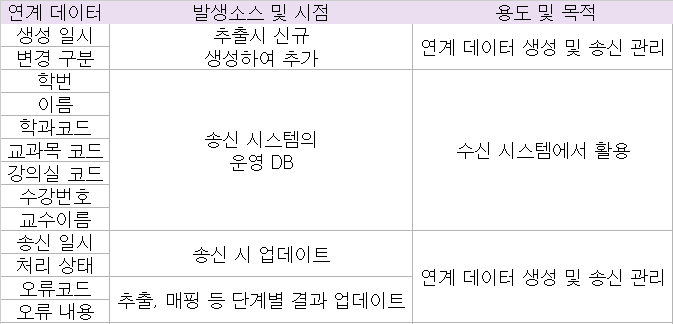 연계 데이터 발생소스 및 시점 용도 및 목적
생성 일시
변경 구분
추출시 신규
생성하여 추가
연계 데이터 생성 및 송신 관리
학번
이름
학과코드
교과목 코드
강의실 코드
수강번호
교수이름
송신 시스템의
운영 DB
수신 시스템에서 활용
송신 일시
처리 상태
송신 시 업데이트
오류코드
오류 내용
추출, 매핑 등 단계별 결과 업데이트
연계 데이터 생성 및 송신 관리